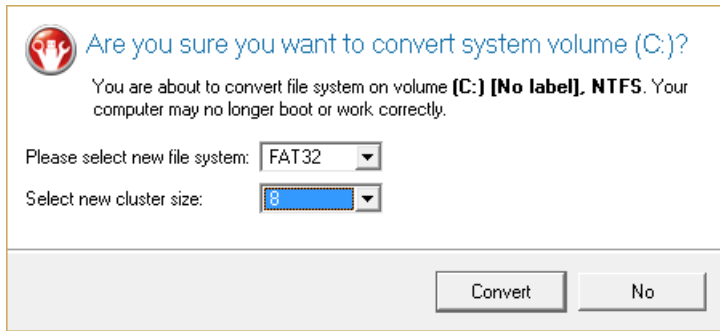 Are you sure you want to convert system volume (C:)?
You are about to convert file system on volume (C:) [No label], NTFS. Your
computer may no longer boot or work correctly.
Please select new file system: FAT32
Select new cluster size: 8
Convert No